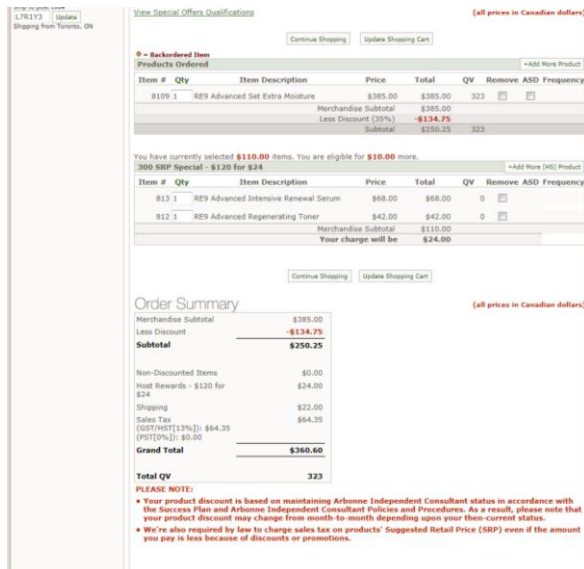 L7R1Y3 Update
Shipping from Toronto, ON
View Special Offers Qualifications (all prices in Canadian dollars)
Continue Shopping Update Shopping Cart
= Backordered Item
Products Ordered +Add More Product
Item # Qty Item Description Price Total QV Remove ASD Frequency
8109 1 RE9 Advanced Set Extra Moisture $385.00 $385.00 323
Merchandise Subtotal $385.00
Less Discount (35%) -$134.75
Subtotal $250.25 323
You have currently selected $110.00 items. You are eligible for $10.00 more.
300 SRP Special - $120 for $24 +Add More (HS) Product
Item # Qty Item Description Price Total QV Remove ASD Frequency
813 1 RE9 Advanced Intensive Renewal Serum $68.00 $68.00 0
812 1 RE9 Advanced Regenerating Toner $42.00 $42.00 0
Merchandise Subtotal $110.00
Your charge will be $24.00
Continue Shopping Update Shopping Cart
Order Summary (all prices in Canadian dollars)
Merchandise Subtotal $385.00
Less Discount -$134.75
Subtotal $250.25
Non-Discounted Items $0.00
Host Rewards - $120 for $24.00
$24
Shipping $22.00
Sales Tax $64.35
(GST/HST[13%]): $64.35
(PST[0%]): $0.00
Grand Total $360.60
Total QV 323
PLEASE NOTE:
• Your product discount is based on maintaining Arbonne Independent Consultant status in accordance with
the Success Plan and Arbonne Independent Consultant Policies and Procedures. As a result, please note that
your product discount may change from month-to-month depending upon your then-current status.
• We're also required by law to charge sales tax on products' Suggested Retail Price (SRP) even if the amount
you pay is less because of discounts or promotions.